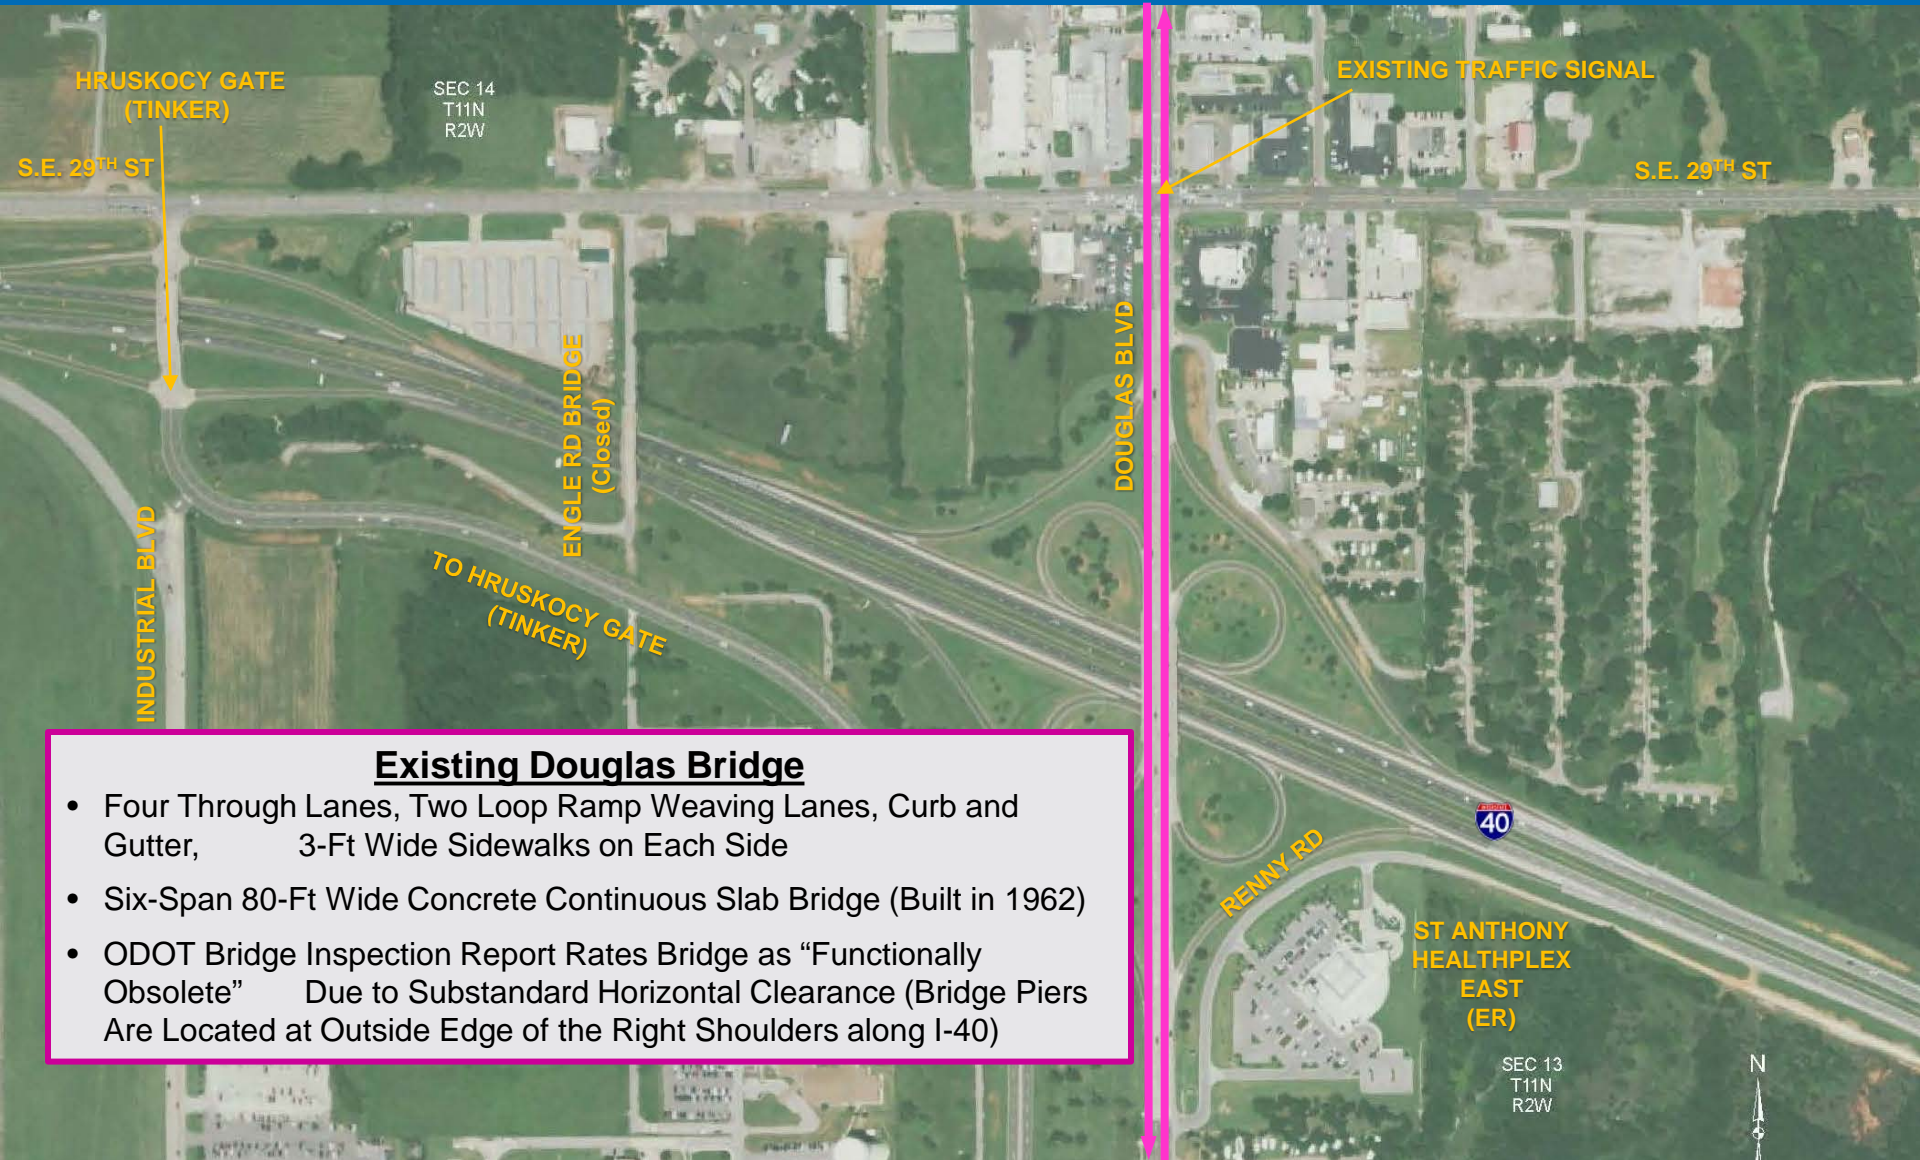 HRUSKOCY GATE
(TINKER)
SEC 14
T11N
R2W
EXISTING TRAFFIC SIGNAL
S.E. 29TH ST
S.E. 29TH ST
DOUGLAS BLVD
ENGLE RD BRIDGE
(Closed)
INDUSTRIAL BLVD
TO HRUSKOCY GATE
(TINKER)
Existing Douglas Bridge
• Four Through Lanes, Two Loop Ramp Weaving Lanes, Curb and
Gutter, 3-Ft Wide Sidewalks on Each Side
• Six-Span 80-Ft Wide Concrete Continuous Slab Bridge (Built in 1962)
• ODOT Bridge Inspection Report Rates Bridge as “Functionally
Obsolete” Due to Substandard Horizontal Clearance (Bridge Piers
Are Located at Outside Edge of the Right Shoulders along I-40)
40
RENNY RD
ST ANTHONY
HEALTHPLEX
EAST
(ER)
SEC 13
T11N
R2W
N